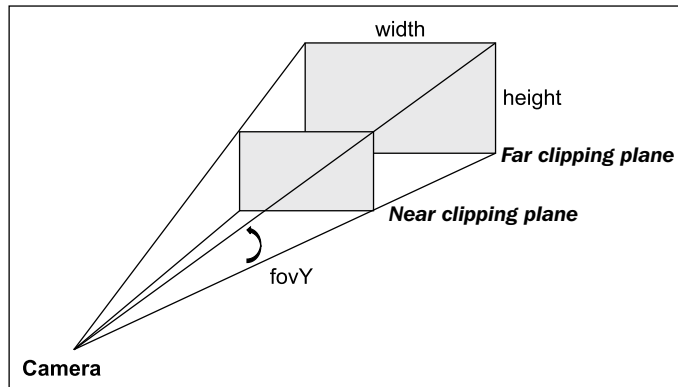 width
height
Far clipping plane
Near clipping plane
fovY
Camera